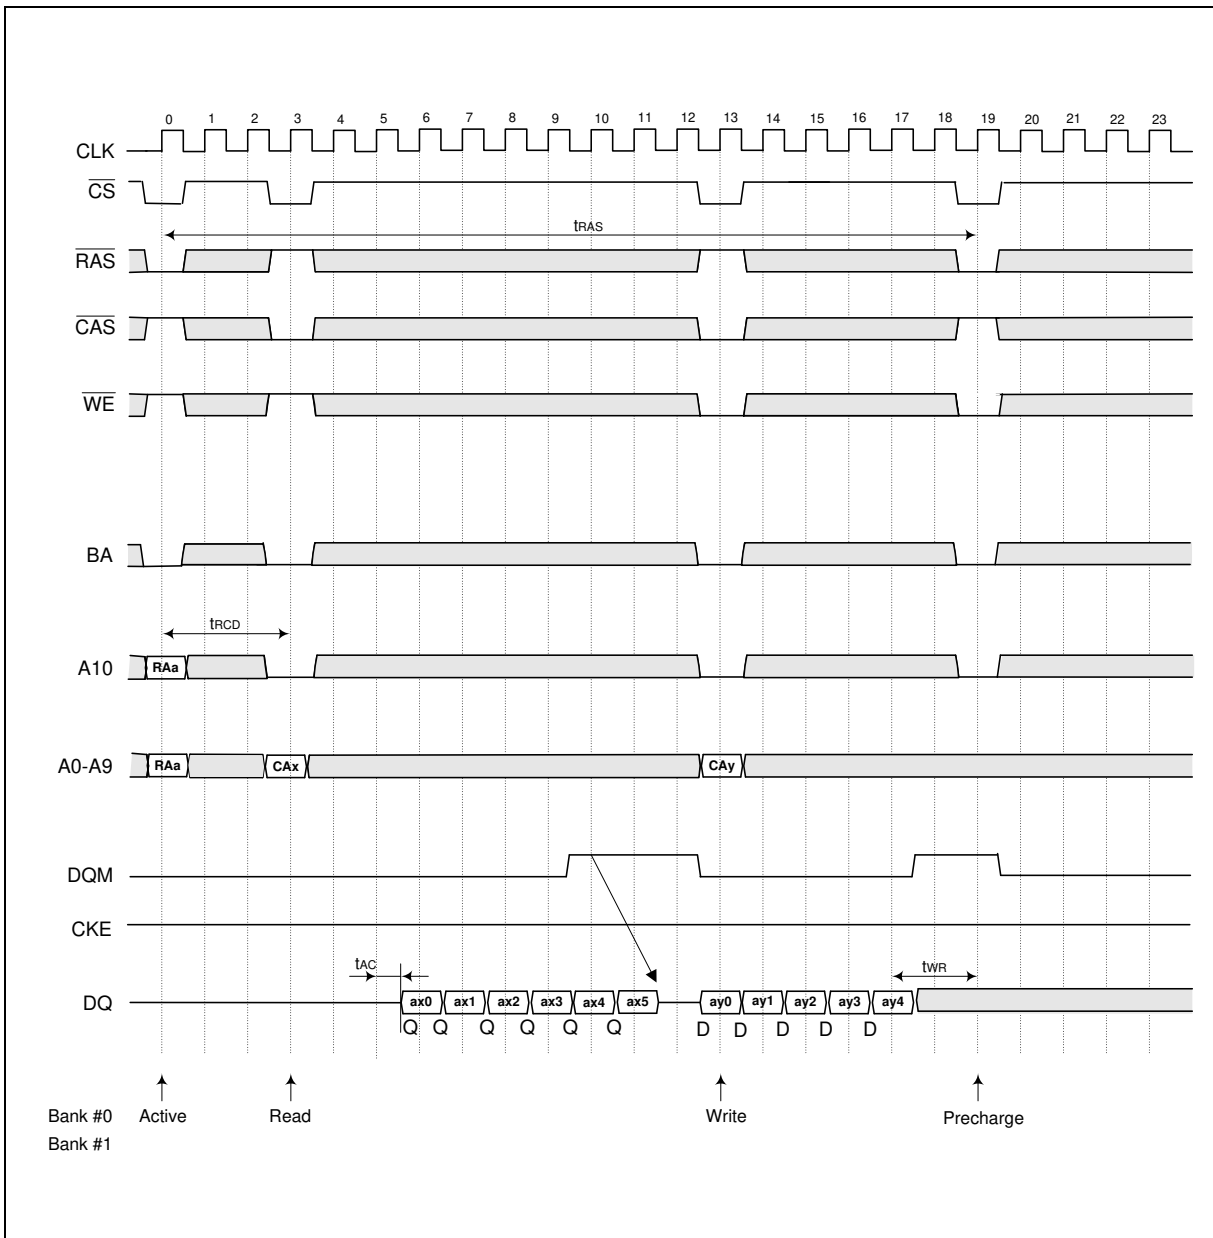 0 1 2 3 4 5 6 7 8 9 10 11 12 13 14 15 16 17 18 19 20 21 22 23
CLK
CS
tRAS
RAS
CAS
WE
BA
tRCD
A10 RAa
A0-A9 RAa CAx CAy
DQM
CKE
tAC tWR
DQ ax0 ax1 ax2 ax3 ax4 ax5 ay0 ay1 ay2 ay3 ay4
Q Q Q Q Q Q D D D D D
Bank #0 Active Read Write Precharge
Bank #1